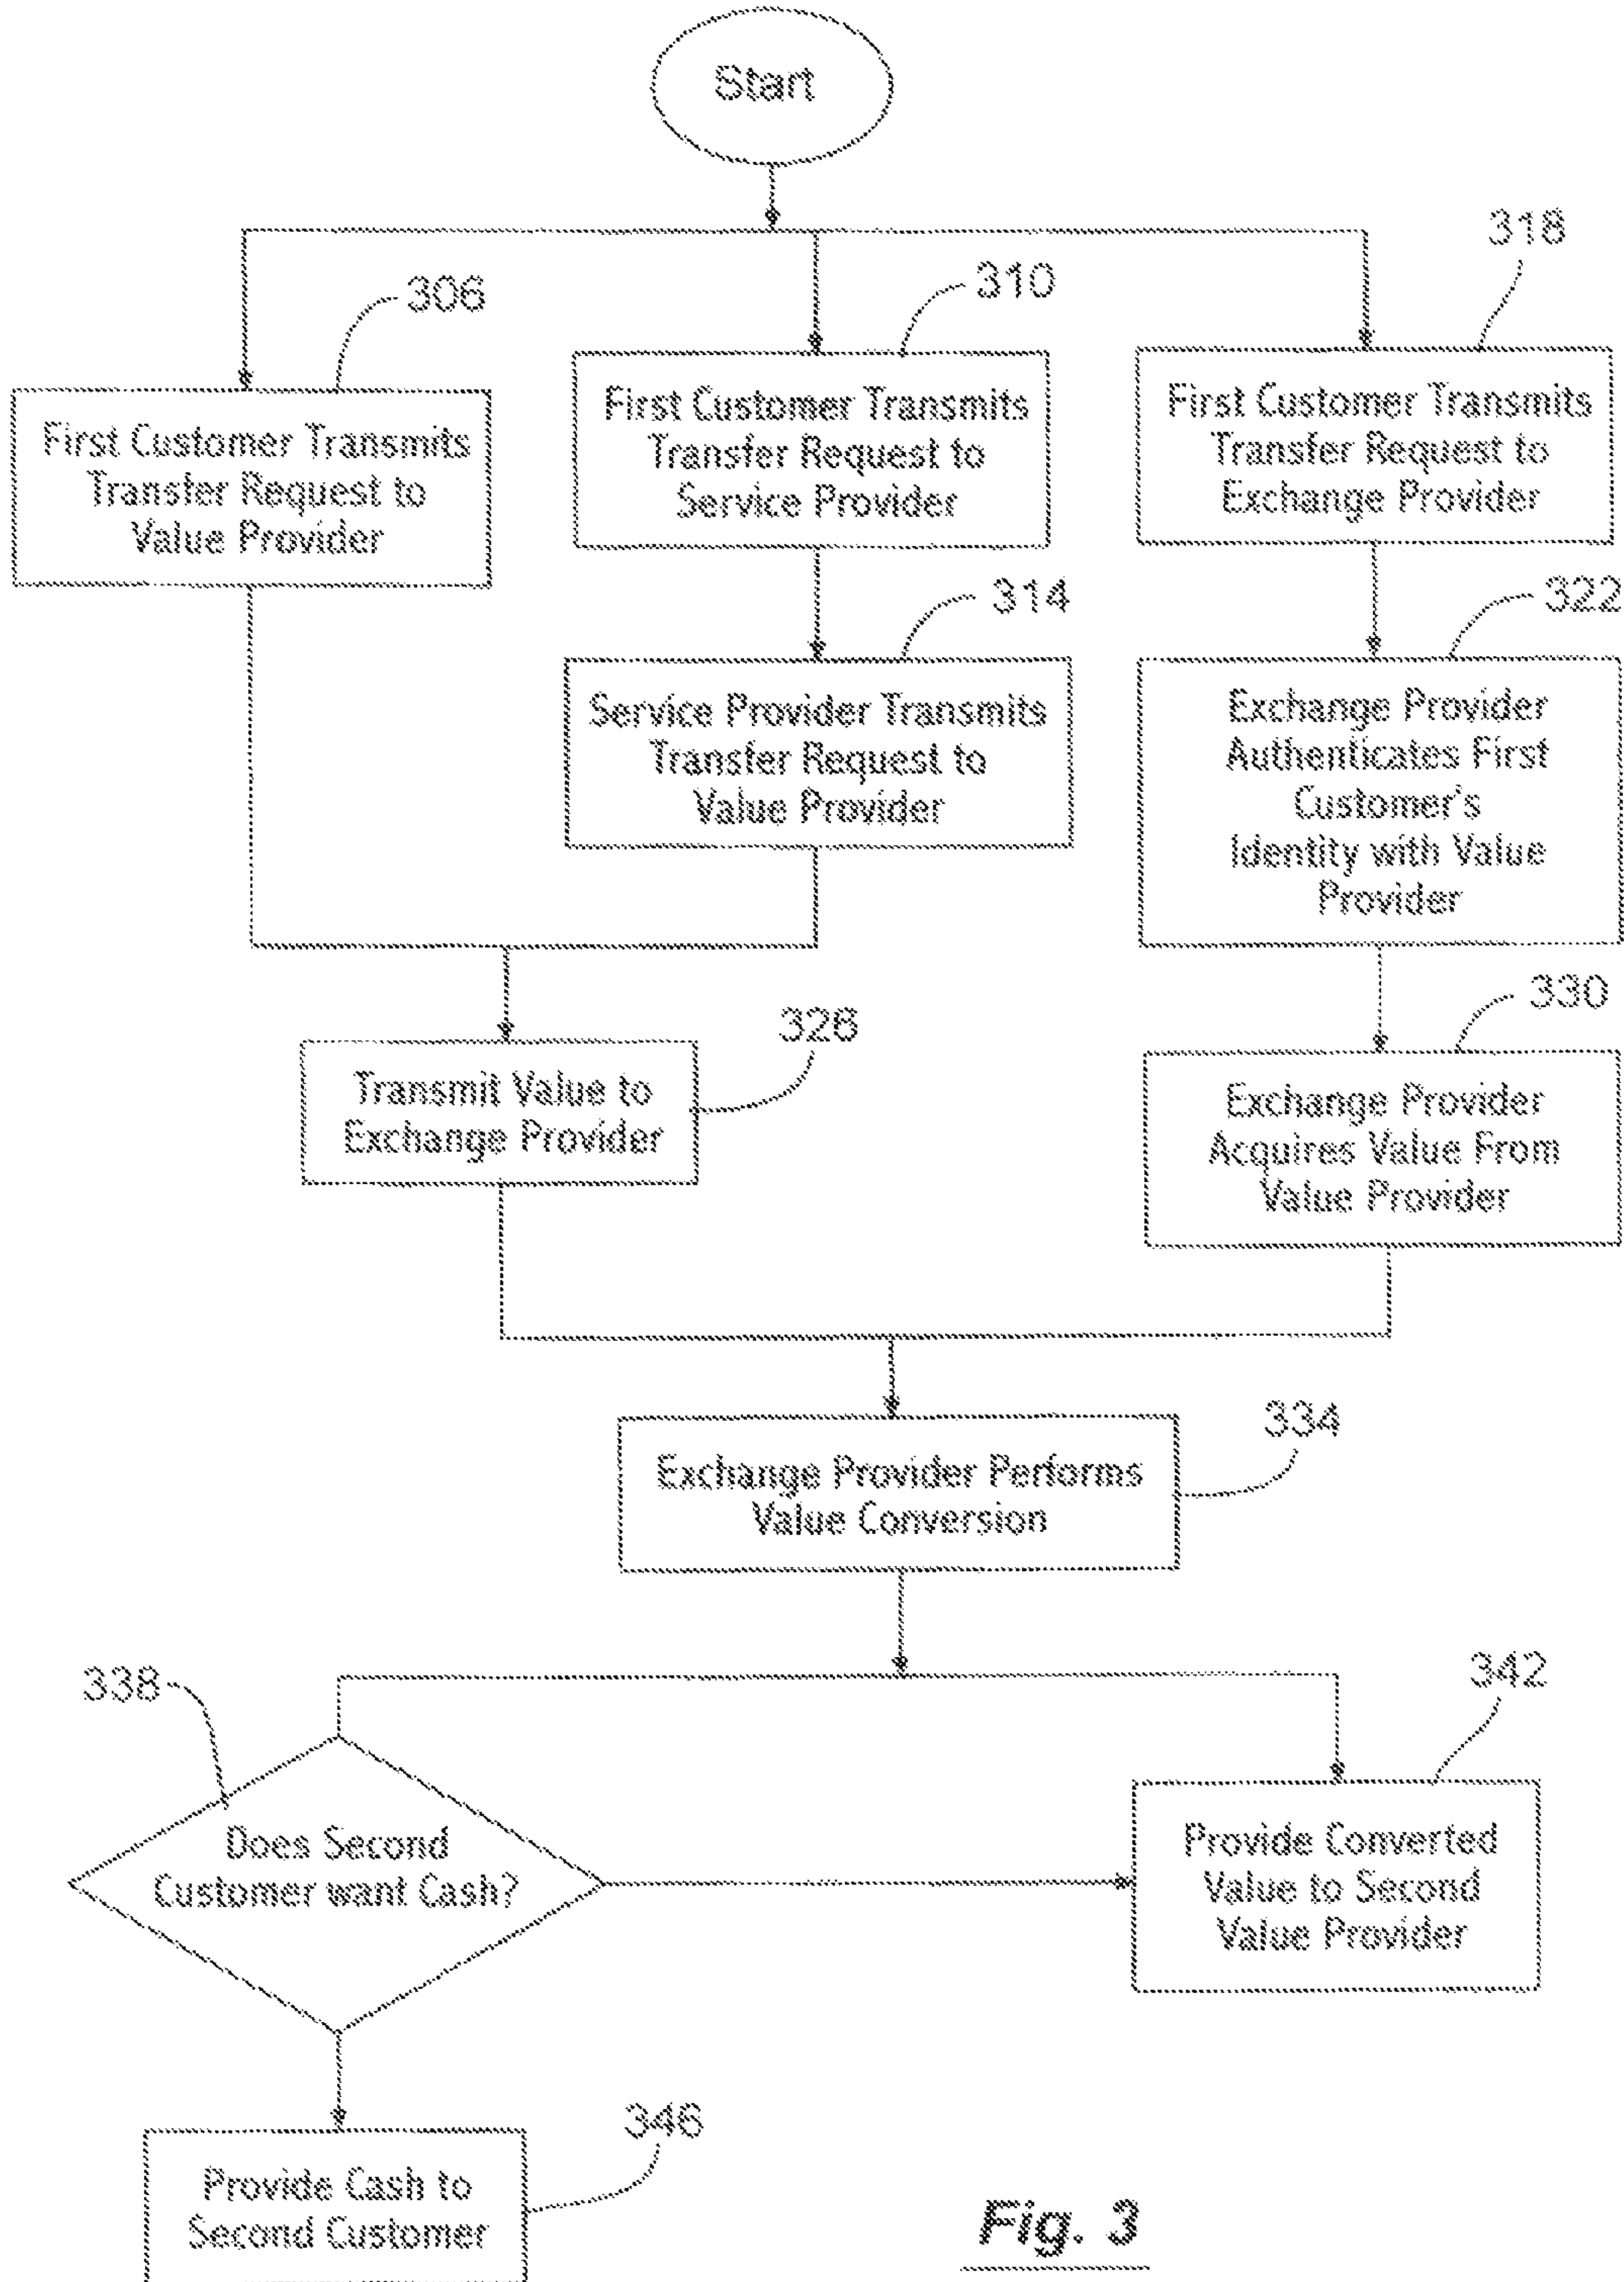 Start
318
310
306
First Customer Transmits
Transfer Request to
Value Provider
First Customer Transmits
Transfer Request to
Service Provider
First Customer Transmits
Transfer Request to
Exchange Provider
314
322
Service Provider Transmits
Transfer Request to
Value Provider
Exchange Provider
Authenticates First
Customer's
Identity with Value
Provider
330
326
Transmit Value to
Exchange Provider
Exchange Provider
Acquires Value From
Value Provider
334
Exchange Provider Performs
Value Conversion
338
342
Does Second
Customer want Cash?
Provide Converted
Value to Second
Value Provider
346
Provide Cash to
Second Customer
Fig. 3